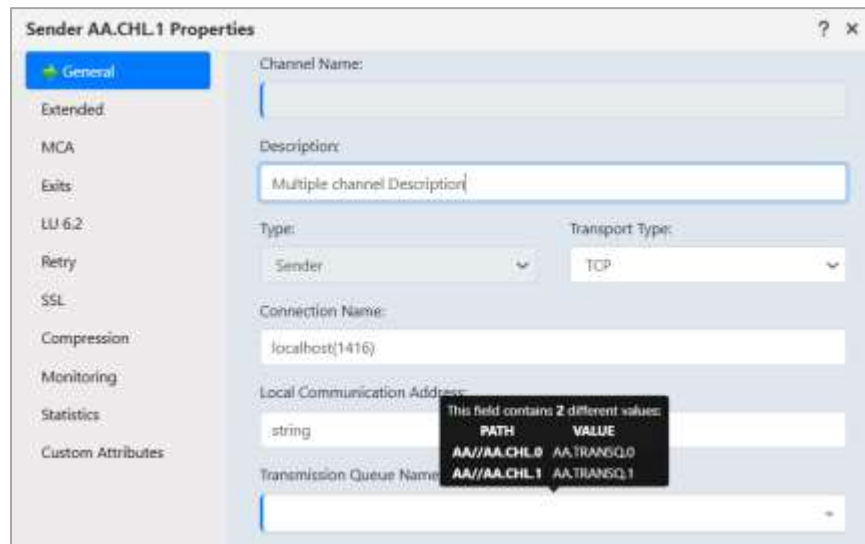 Sender AA.CHL.1 Properties ? ×
General
Extended
MCA
Exits
LU 6.2
Retry
SSL
Compression
Monitoring
Statistics
Custom Attributes
Channel Name:
Description:
Multiple channel Description
Type: Transport Type:
Sender TCP
Connection Name:
localhost(1416)
Local Communication Address:
string
This field contains 2 different values:
PATH VALUE
AA//AA.CHL.0 AA.TRANSQ.0
AA//AA.CHL.1 AA.TRANSQ.1
Transmission Queue Name